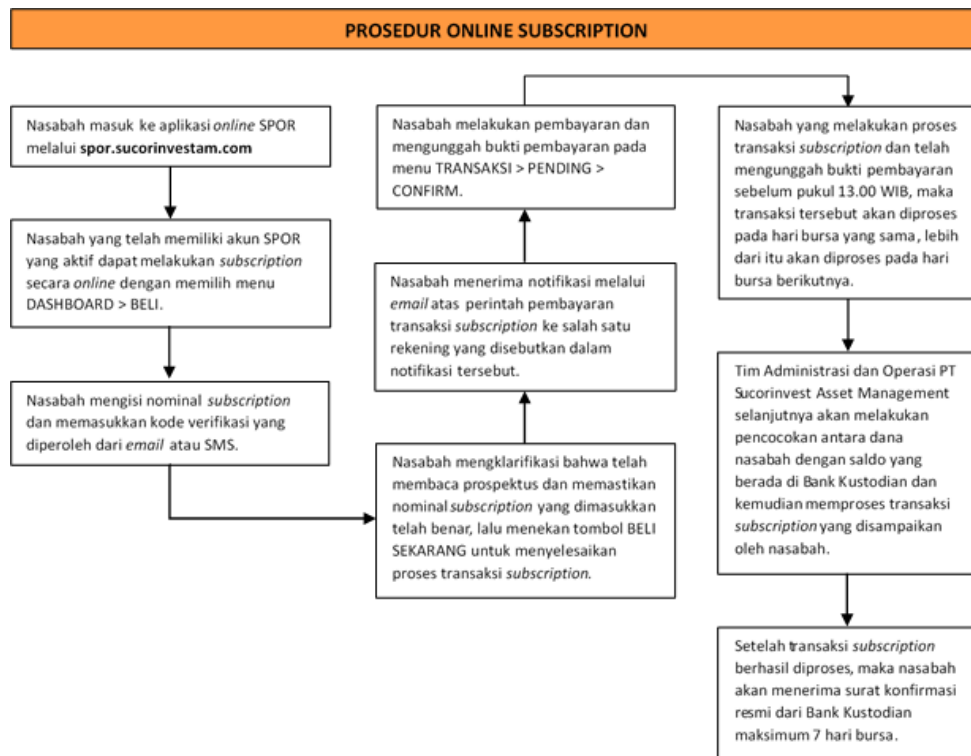 PROSEDUR ONLINE SUBSCRIPTION
Nasabah masuk ke aplikasi online SPOR
melalui spor.sucorinvestam.com
Nasabah yang telah memiliki akun SPOR
yang aktif dapat melakukan subscription
secara online dengan memilih menu
DASHBOARD > BELI.
Nasabah mengisi nominal subscription
dan memasukkan kode verifikasi yang
diperoleh dari email atau SMS.
Nasabah mengklarifikasi bahwa telah
membaca prospektus dan memastikan
nominal subscription yang dimasukkan
telah benar, lalu menekan tombol BELI
SEKARANG untuk menyelesaikan
proses transaksi subscription.
Nasabah menerima notifikasi melalui
email atas perintah pembayaran
transaksi subscription ke salah satu
rekening yang disebutkan dalam
notifikasi tersebut.
Nasabah melakukan pembayaran dan
mengunggah bukti pembayaran pada
menu TRANSAKSI > PENDING >
CONFIRM.
Nasabah yang melakukan proses
transaksi subscription dan telah
mengunggah bukti pembayaran
sebelum pukul 13.00 WIB, maka
transaksi tersebut akan diproses
pada hari bursa yang sama, lebih
dari itu akan diproses pada hari
bursa berikutnya.
Tim Administrasi dan Operasi PT
Sucorinvest Asset Management
selanjutnya akan melakukan
pencocokan antara dana
nasabah dengan saldo yang
berada di Bank Kustodian dan
kemudian memproses transaksi
subscription yang disampaikan
oleh nasabah.
Setelah transaksi subscription
berhasil diproses, maka nasabah
akan menerima surat konfirmasi
resmi dari Bank Kustodian
maksimum 7 hari bursa.